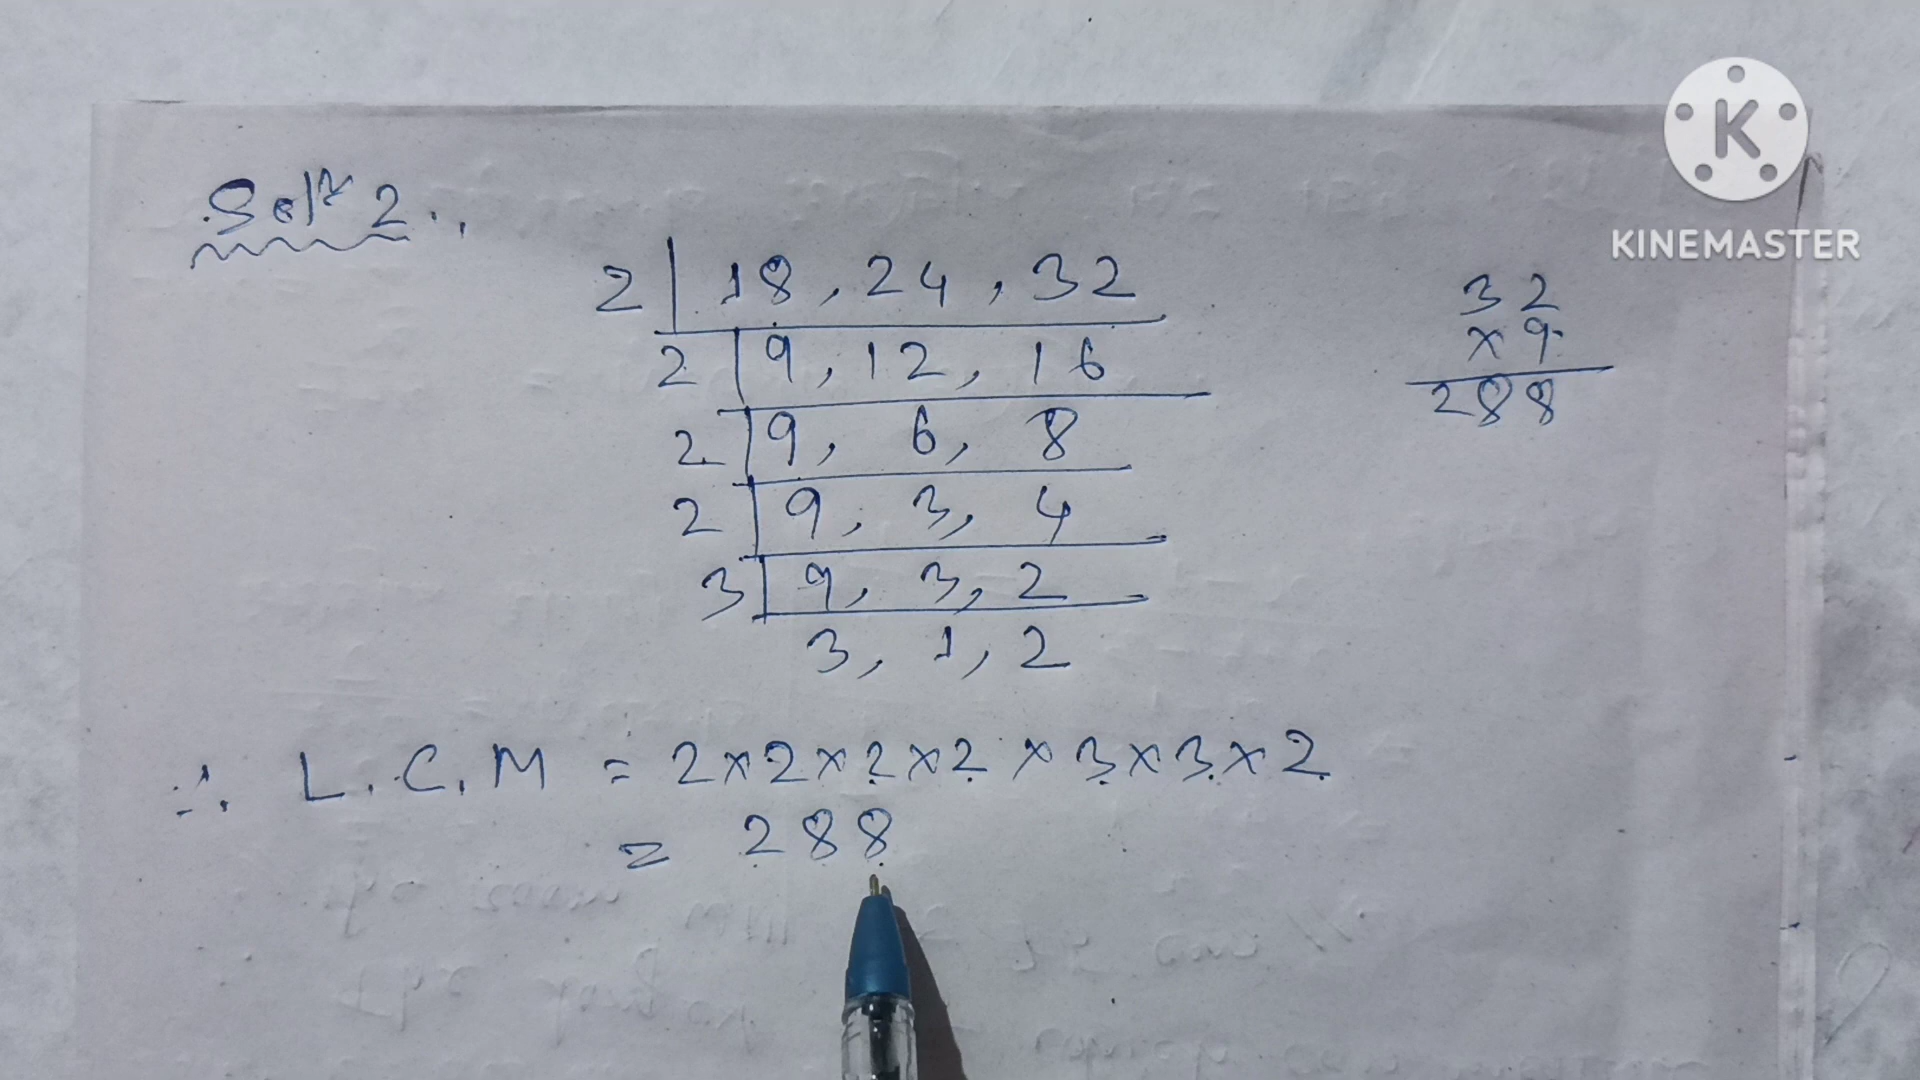 Solⁿ 2.
2 | 18, 24, 32
2 | 9, 12, 16
2 | 9, 6, 8
2 | 9, 3, 4
3 | 9, 3, 2
3, 1, 2
∴ L.C.M = 2×2×2×2×3×3×2
= 288
32
×9
288
K
KINEMASTER